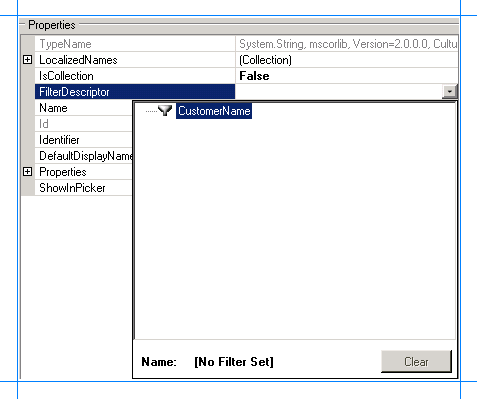 Properties
TypeName System.String, mscorlib, Version=2.0.0.0, Cultu
LocalizedNames (Collection)
IsCollection False
FilterDescriptor
Name CustomerName
Id
Identifier
DefaultDisplayName
Properties
ShowInPicker
Name: [No Filter Set] Clear